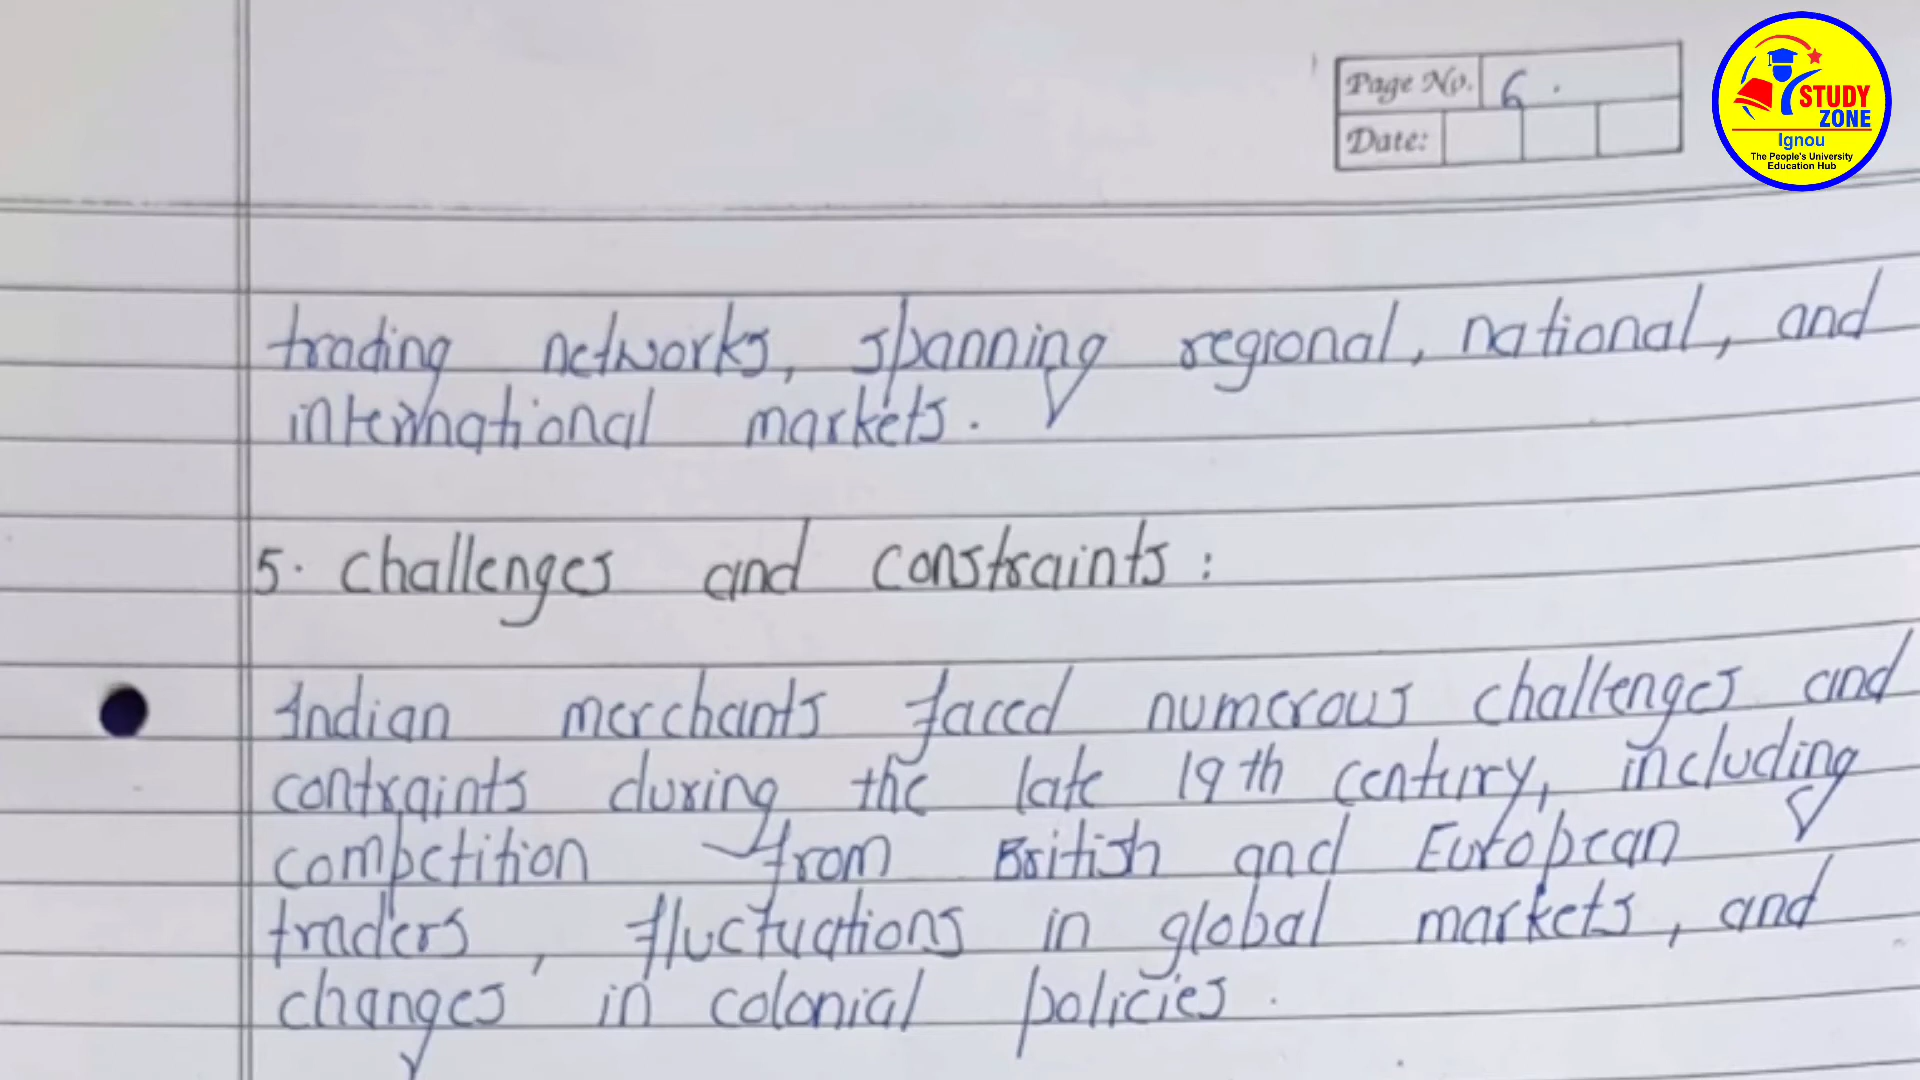 Page No. 6.
Date:
STUDY
ZONE
Ignou
The People's University
Education Hub
trading networks, spanning regional, national, and
international markets.
5. Challenges and constraints:
Indian merchants faced numerous challenges and
contraints during the late 19th century, including
competition from British and European
traders, fluctuations in global markets, and
changes in colonial policies.